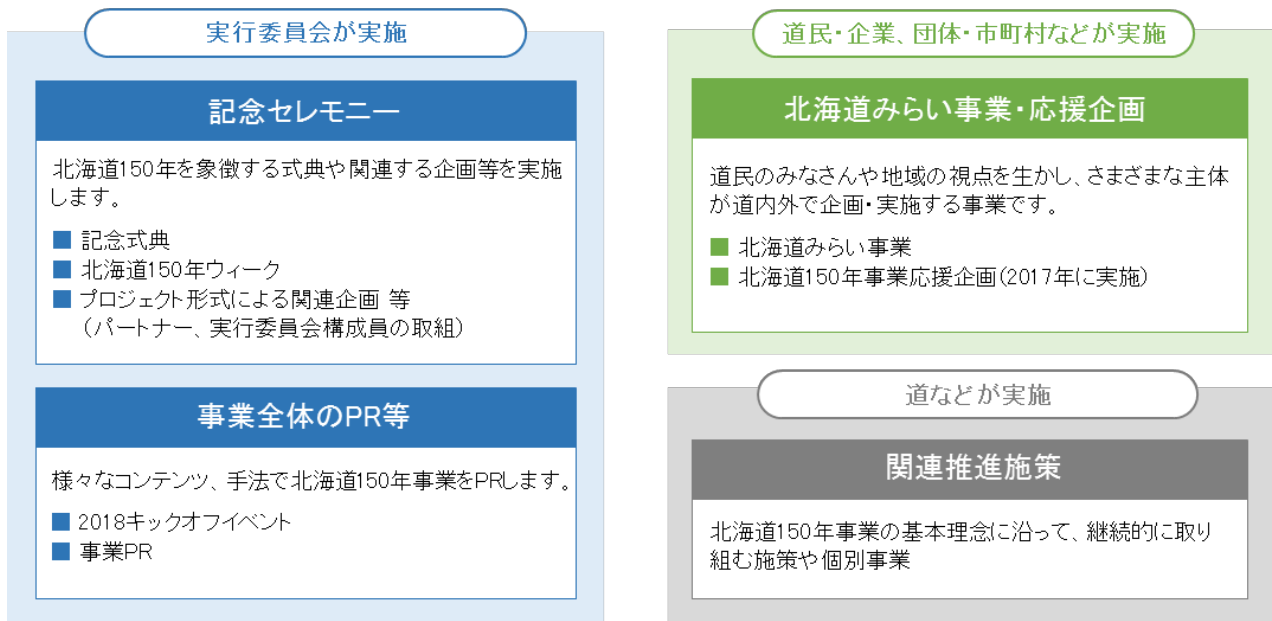 実行委員会が実施
記念セレモニー
北海道150年を象徴する式典や関連する企画等を実施
します。
■ 記念式典
■ 北海道150年ウィーク
■ プロジェクト形式による関連企画 等
（パートナー、実行委員会構成員の取組）
事業全体のPR等
様々なコンテンツ、手法で北海道150年事業をPRします。
■ 2018キックオフイベント
■ 事業PR
道民・企業、団体・市町村などが実施
北海道みらい事業・応援企画
道民のみなさんや地域の視点を生かし、さまざまな主体
が道内外で企画・実施する事業です。
■ 北海道みらい事業
■ 北海道150年事業応援企画（2017年に実施）
道などが実施
関連推進施策
北海道150年事業の基本理念に沿って、継続的に取り
組む施策や個別事業